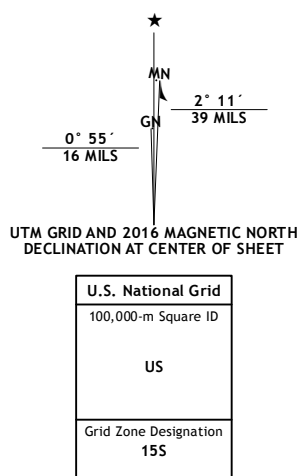 ★
MN
GN
2° 11´
39 MILS
0° 55´
16 MILS
UTM GRID AND 2016 MAGNETIC NORTH
DECLINATION AT CENTER OF SHEET
U.S. National Grid
100,000-m Square ID
US
Grid Zone Designation
15S